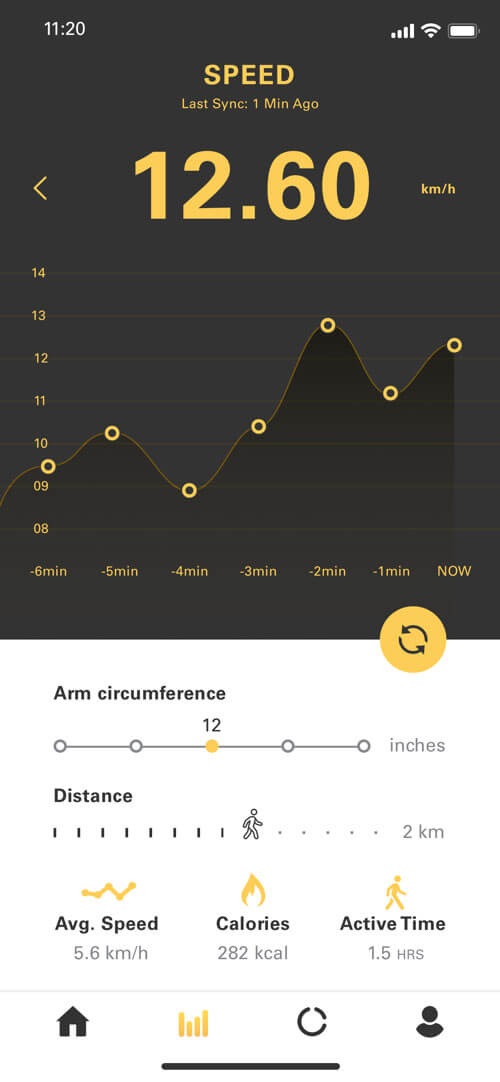 11:20
SPEED
Last Sync: 1 Min Ago
12.60
km/h
14
13
12
11
10
09
08
-6min -5min -4min -3min -2min -1min NOW
Arm circumference
12
inches
Distance
2 km
Avg. Speed Calories Active Time
5.6 km/h 282 kcal 1.5 HRS